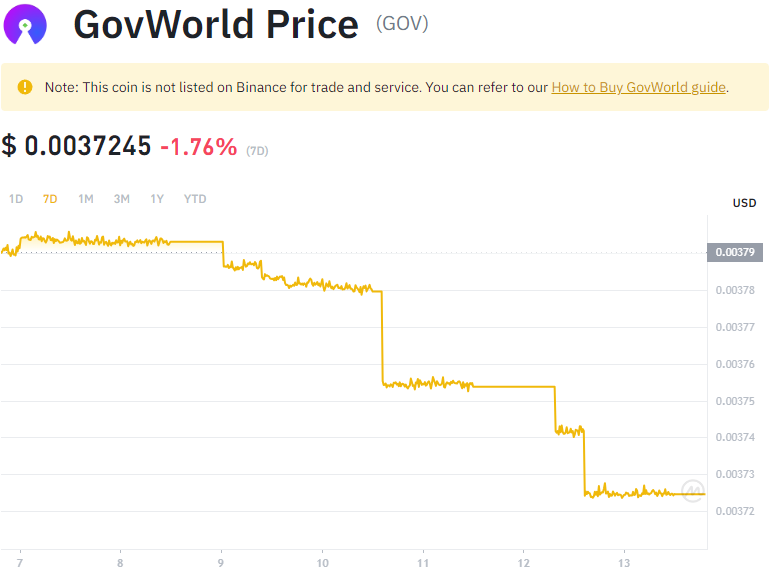 GovWorld Price (GOV)
Note: This coin is not listed on Binance for trade and service. You can refer to our How to Buy GovWorld guide.
$ 0.0037245 -1.76% (7D)
1D 7D 1M 3M 1Y YTD
USD
0.00379
0.00378
0.00377
0.00376
0.00375
0.00374
0.00373
0.00372
7 8 9 10 11 12 13